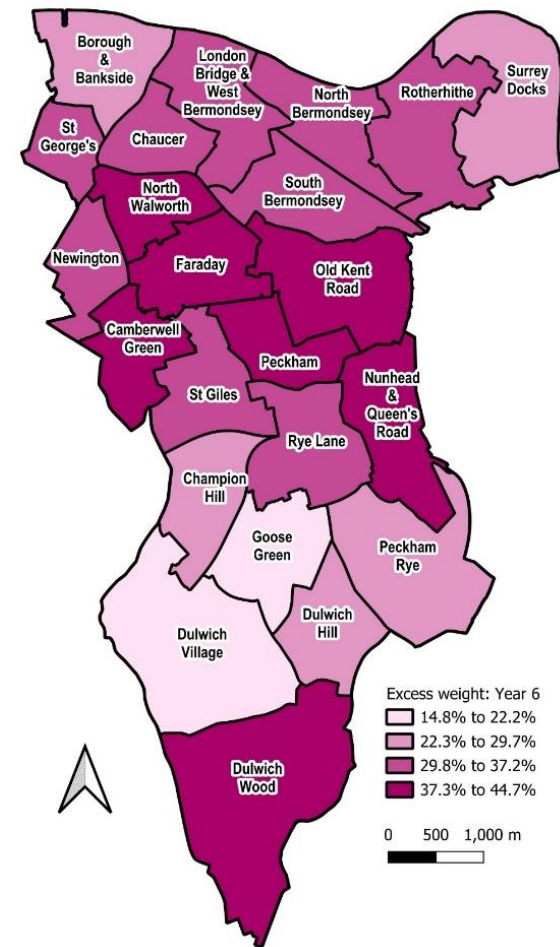 Borough
&
Bankside
London
Bridge &
West
Bermondsey
North
Bermondsey
Rotherhithe
Surrey
Docks
St
George's
Chaucer
South
Bermondsey
North
Walworth
Newington
Faraday
Old Kent
Road
Camberwell
Green
Peckham
Nunhead
&
Queen's
Road
St Giles
Rye Lane
Champion
Hill
Goose
Green
Peckham
Rye
Dulwich
Hill
Dulwich
Village
Dulwich
Wood
Excess weight: Year 6
14.8% to 22.2%
22.3% to 29.7%
29.8% to 37.2%
37.3% to 44.7%
0 500 1,000 m